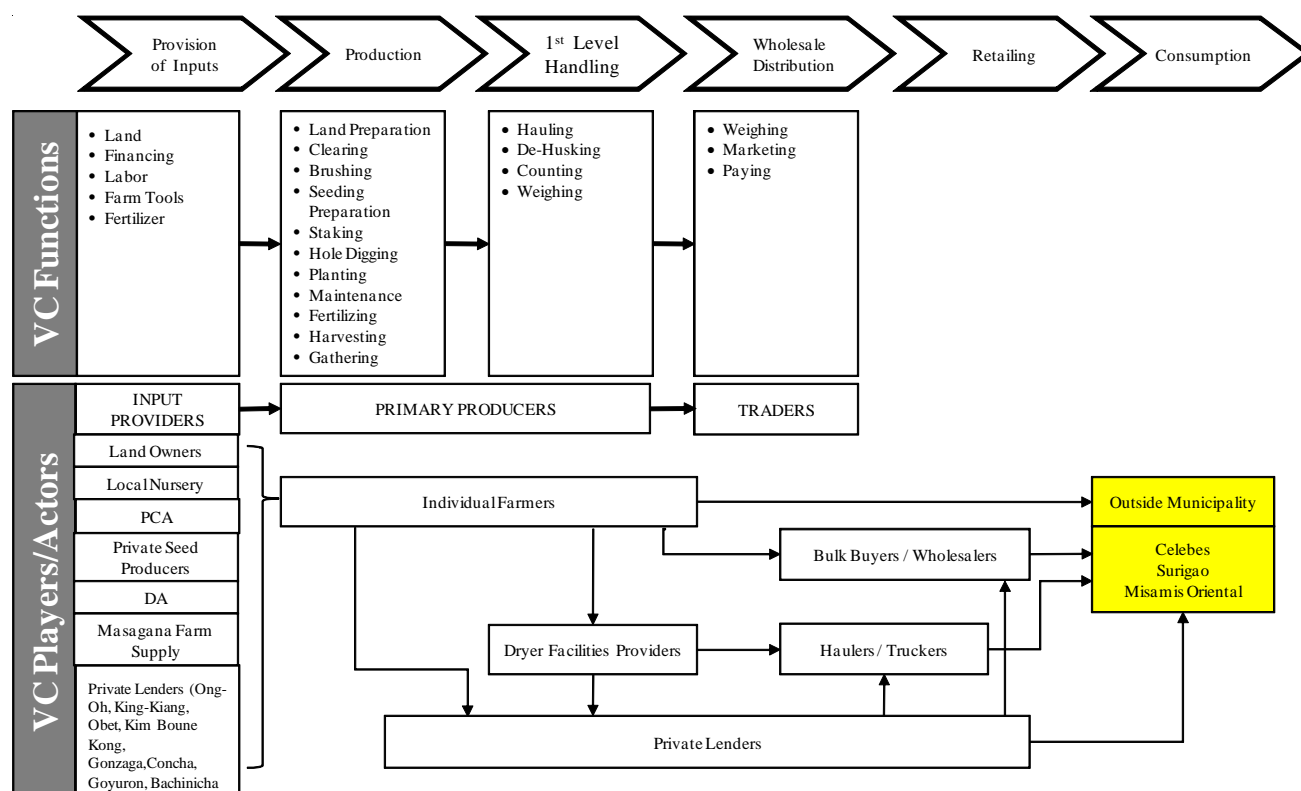 Provision
of Inputs
Production
1st Level
Handling
Wholesale
Distribution
Retailing
Consumption
VC Functions
• Land
• Financing
• Labor
• Farm Tools
• Fertilizer
• Land Preparation
• Clearing
• Brushing
• Seeding
Preparation
• Staking
• Hole Digging
• Planting
• Maintenance
• Fertilizing
• Harvesting
• Gathering
• Hauling
• De-Husking
• Counting
• Weighing
• Weighing
• Marketing
• Paying
VC Players/Actors
INPUT
PROVIDERS
PRIMARY PRODUCERS
TRADERS
Land Owners
Local Nursery
PCA
Private Seed
Producers
DA
Masagana Farm
Supply
Private Lenders (Ong-
Oh, King-Kiang,
Obet, Kim Boune
Kong,
Gonzaga,Concha,
Goyuron, Bachinicha
Individual Farmers
Outside Municipality
Bulk Buyers / Wholesalers
Celebes
Surigao
Misamis Oriental
Dryer Facilities Providers
Haulers / Truckers
Private Lenders